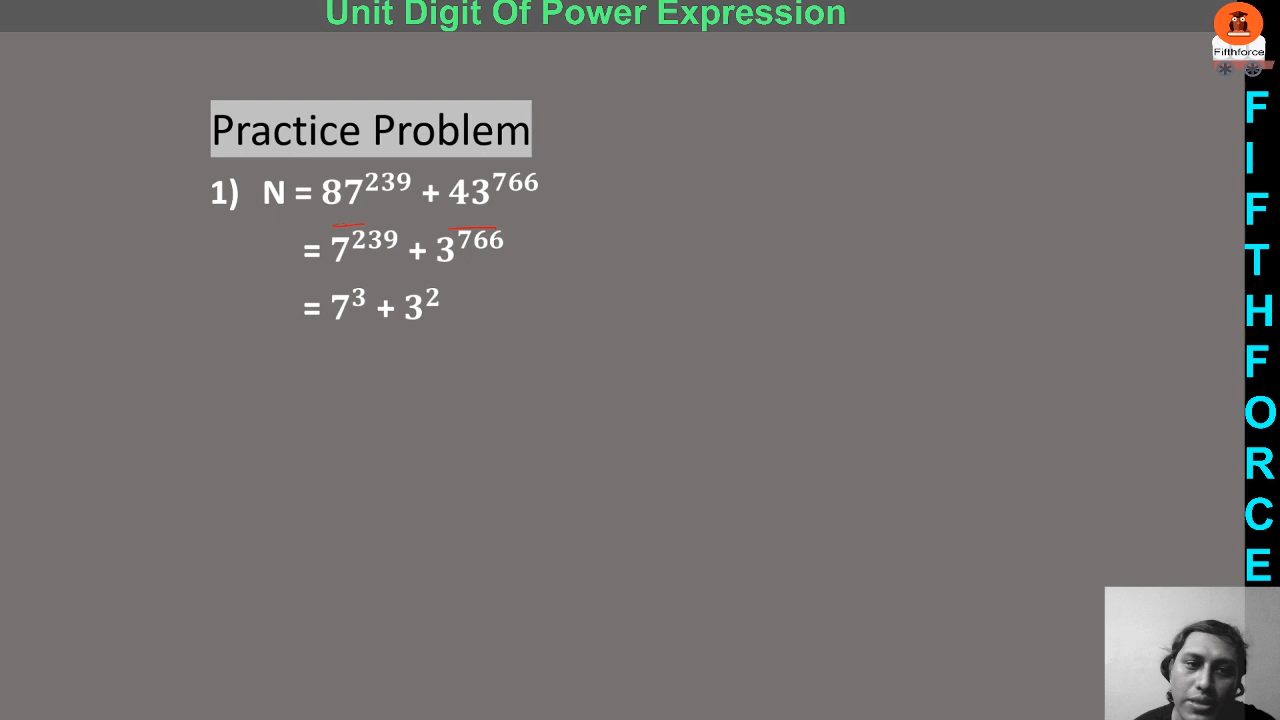 Unit Digit Of Power Expression
Fifthforce
Practice Problem
1) N = 87^239 + 43^766
= 7^239 + 3^766
= 7^3 + 3^2
F
I
F
T
H
F
O
R
C
E